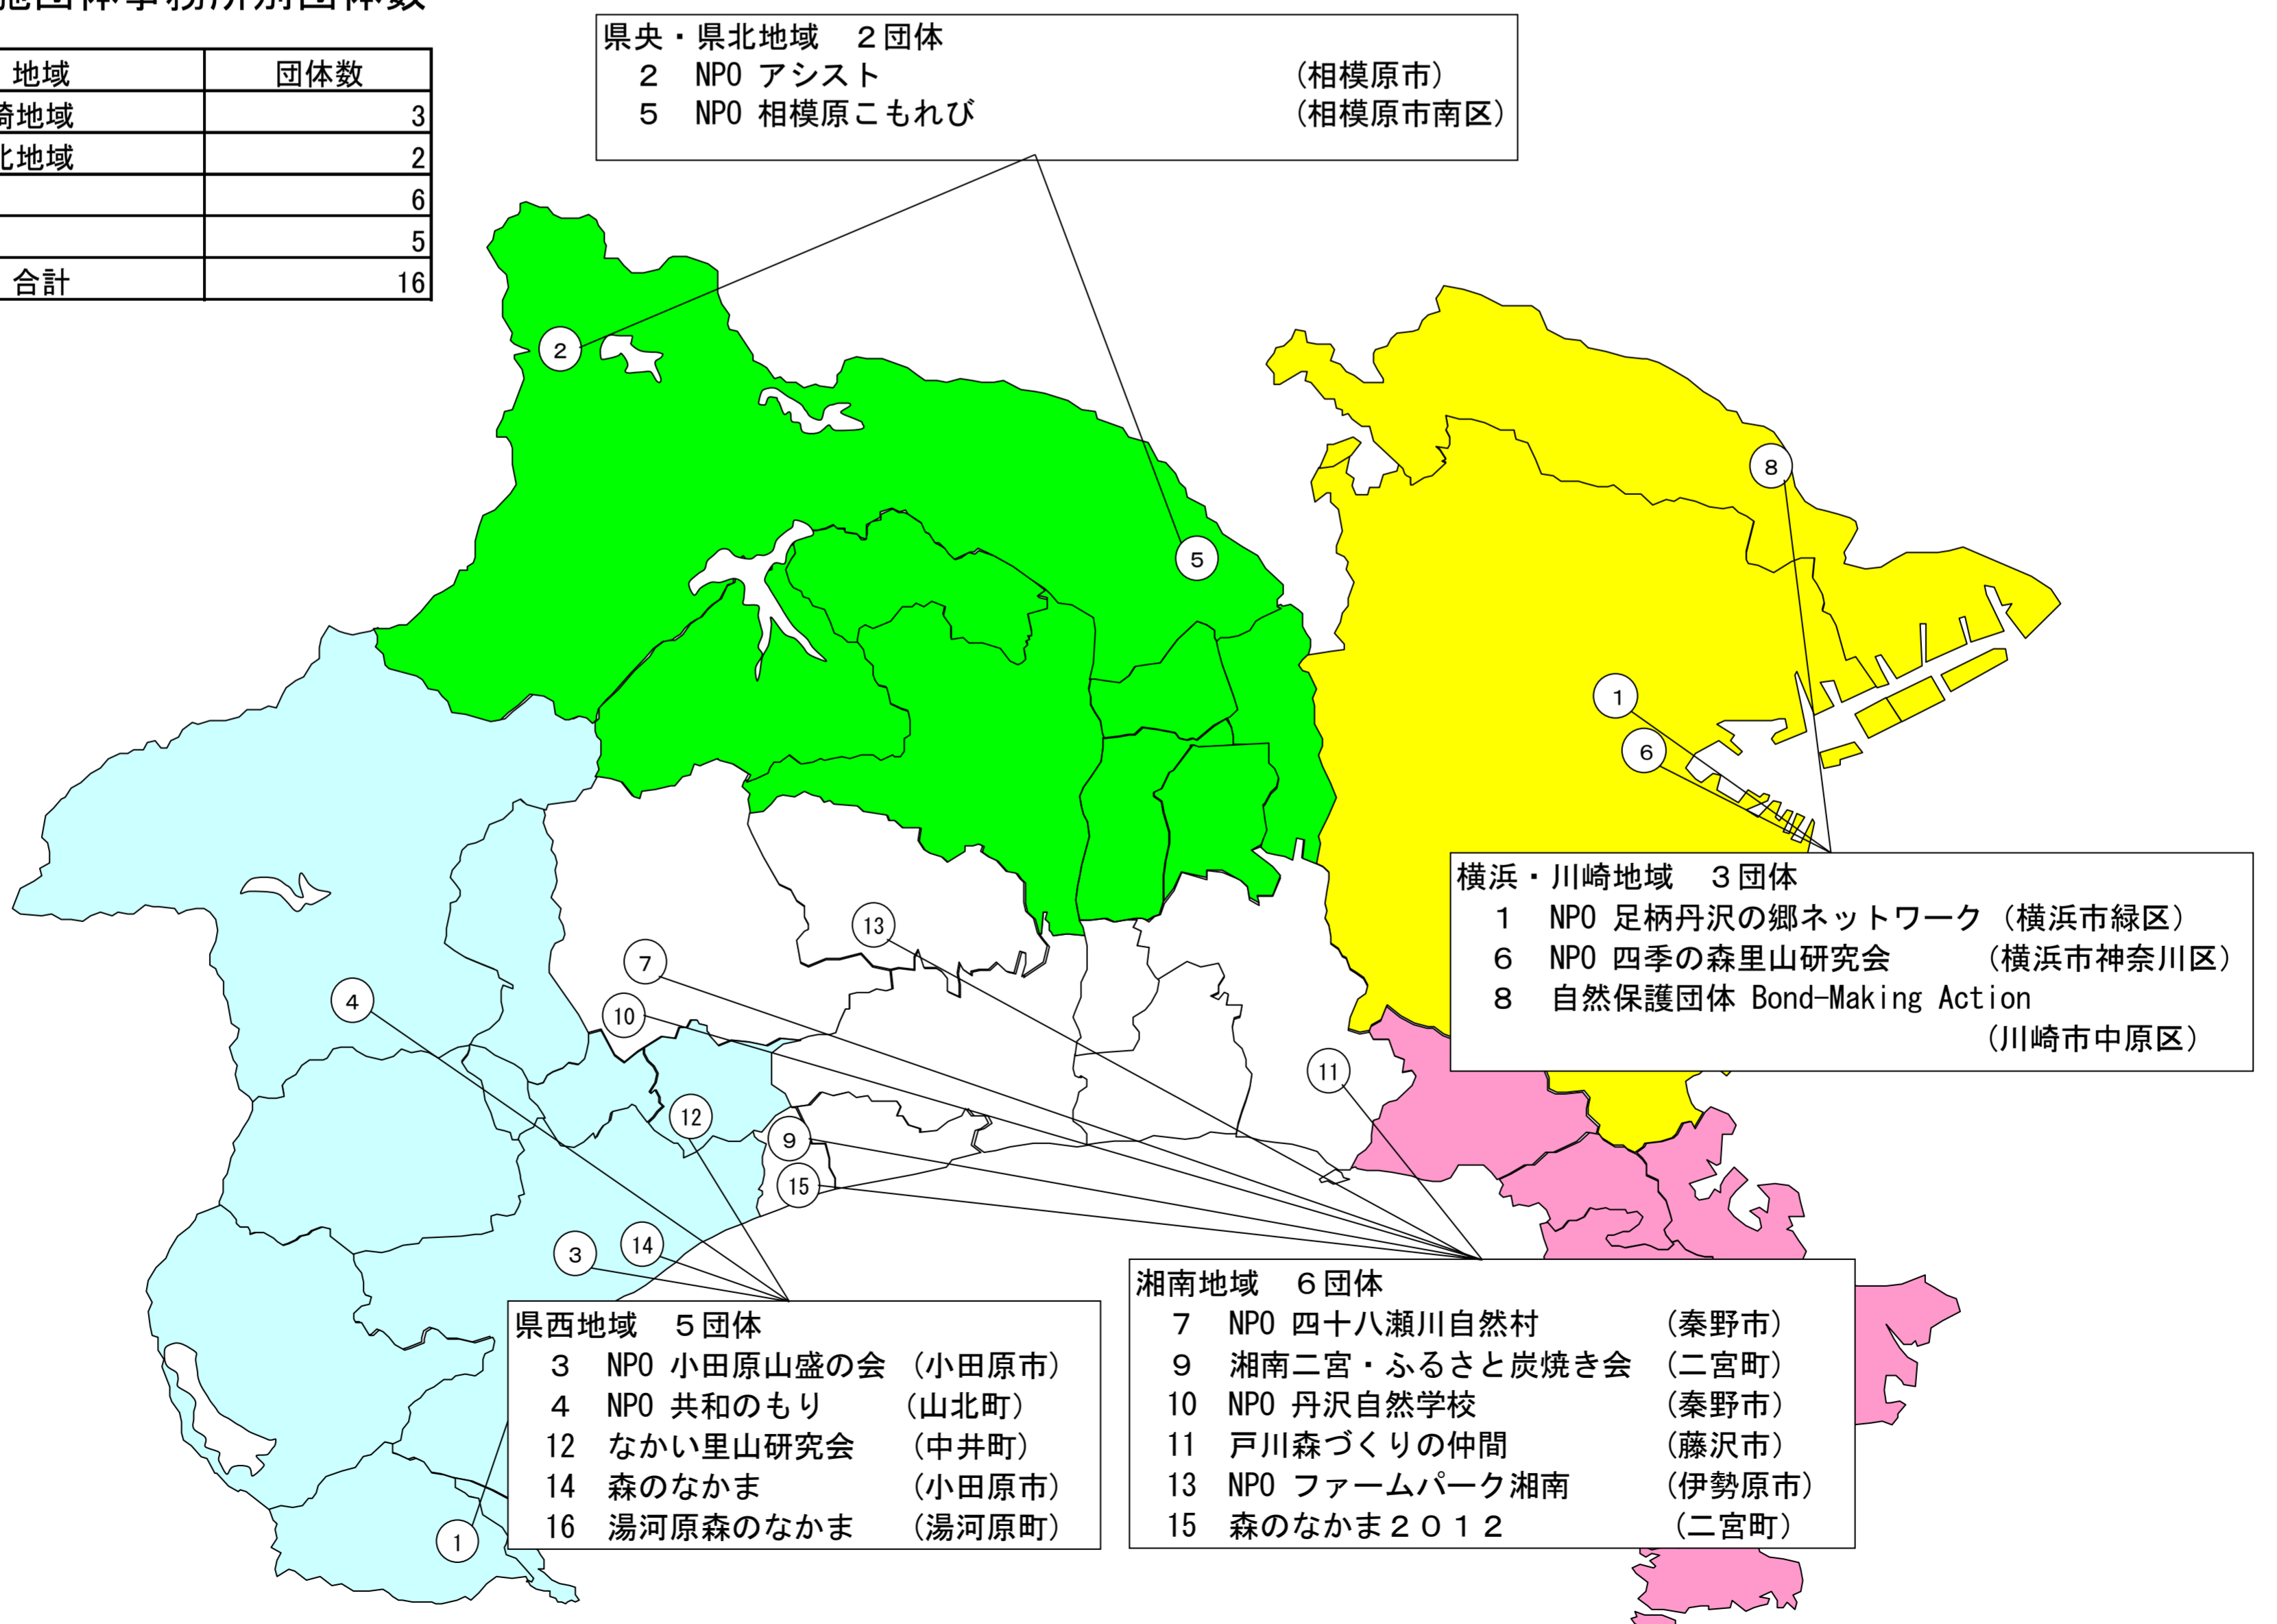 施団体事務所別団体数
地域 団体数
崎地域 3
北地域 2
6
5
合計 16
県央・県北地域 2団体
2 NPO アシスト (相模原市)
5 NPO 相模原こもれび (相模原市南区)
2
5
8
1
6
13
7
10
4
11
12
9
15
3
14
1
横浜・川崎地域 3団体
1 NPO 足柄丹沢の郷ネットワーク (横浜市緑区)
6 NPO 四季の森里山研究会 (横浜市神奈川区)
8 自然保護団体 Bond-Making Action
(川崎市中原区)
県西地域 5団体
3 NPO 小田原山盛の会 (小田原市)
4 NPO 共和のもり (山北町)
12 なかい里山研究会 (中井町)
14 森のなかま (小田原市)
16 湯河原森のなかま (湯河原町)
湘南地域 6団体
7 NPO 四十八瀬川自然村 (秦野市)
9 湘南二宮・ふるさと炭焼き会 (二宮町)
10 NPO 丹沢自然学校 (秦野市)
11 戸川森づくりの仲間 (藤沢市)
13 NPO ファームパーク湘南 (伊勢原市)
15 森のなかま2012 (二宮町)